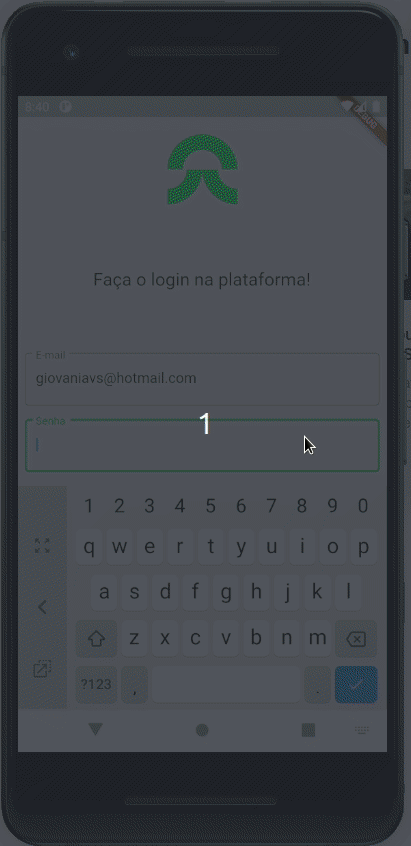 8:40
DEBUG
Faça o login na plataforma!
E-mail
giovaniavs@hotmail.com
Senha
1
1 2 3 4 5 6 7 8 9 0
q w e r t y u i o p
a s d f g h j k l
z x c v b n m
?123 , .